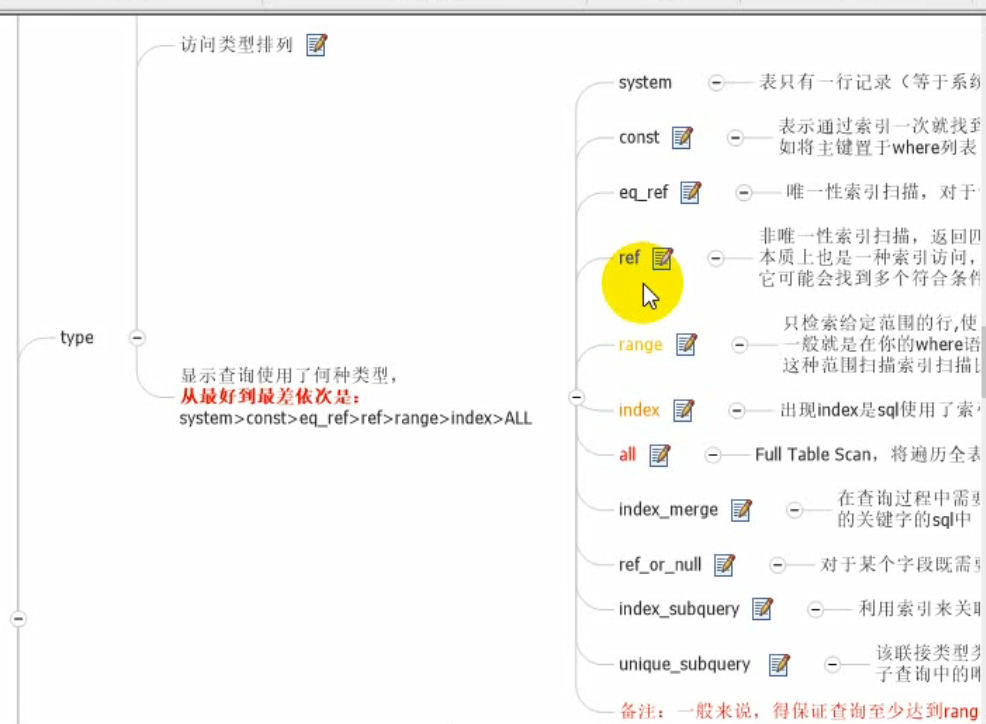 访问类型排列
system
表只有一行记录（等于系统
const
表示通过索引一次就找到
如将主键置于where列表
eq_ref
唯一性索引扫描，对于
ref
非唯一性索引扫描，返回匹
本质上也是一种索引访问，
它可能会找到多个符合条件
type
range
只检索给定范围的行,使
一般就是在你的where语
这种范围扫描索引扫描比
显示查询使用了何种类型，
从最好到最差依次是：
system>const>eq_ref>ref>range>index>ALL
index
出现index是sql使用了索引
all
Full Table Scan，将遍历全表
index_merge
在查询过程中需要
的关键字的sql中
ref_or_null
对于某个字段既需要
index_subquery
利用索引来关联
unique_subquery
该联接类型类
子查询中的唯
备注：一般来说，得保证查询至少达到rang